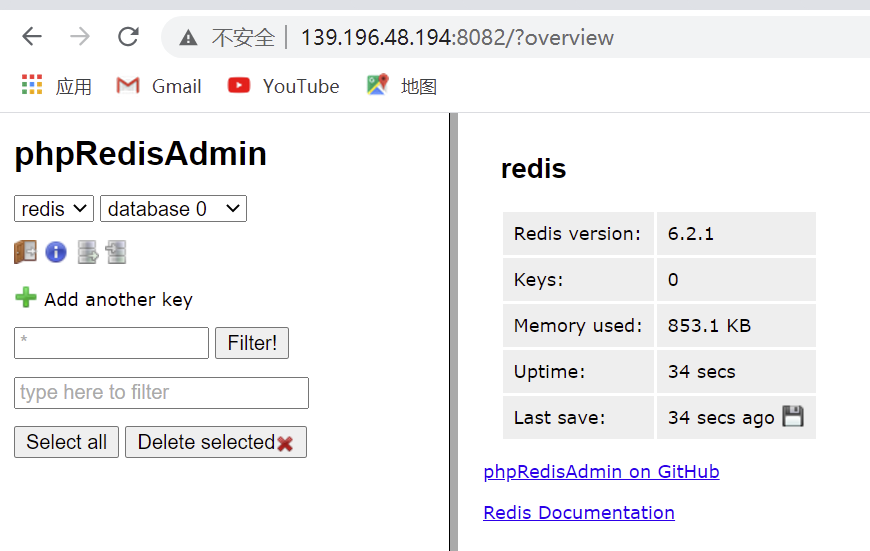 不安全 139.196.48.194:8082/?overview
应用 Gmail YouTube 地图
phpRedisAdmin
redis database 0
Add another key
* Filter!
type here to filter
Select all Delete selected
redis
Redis version: 6.2.1
Keys: 0
Memory used: 853.1 KB
Uptime: 34 secs
Last save: 34 secs ago
phpRedisAdmin on GitHub
Redis Documentation